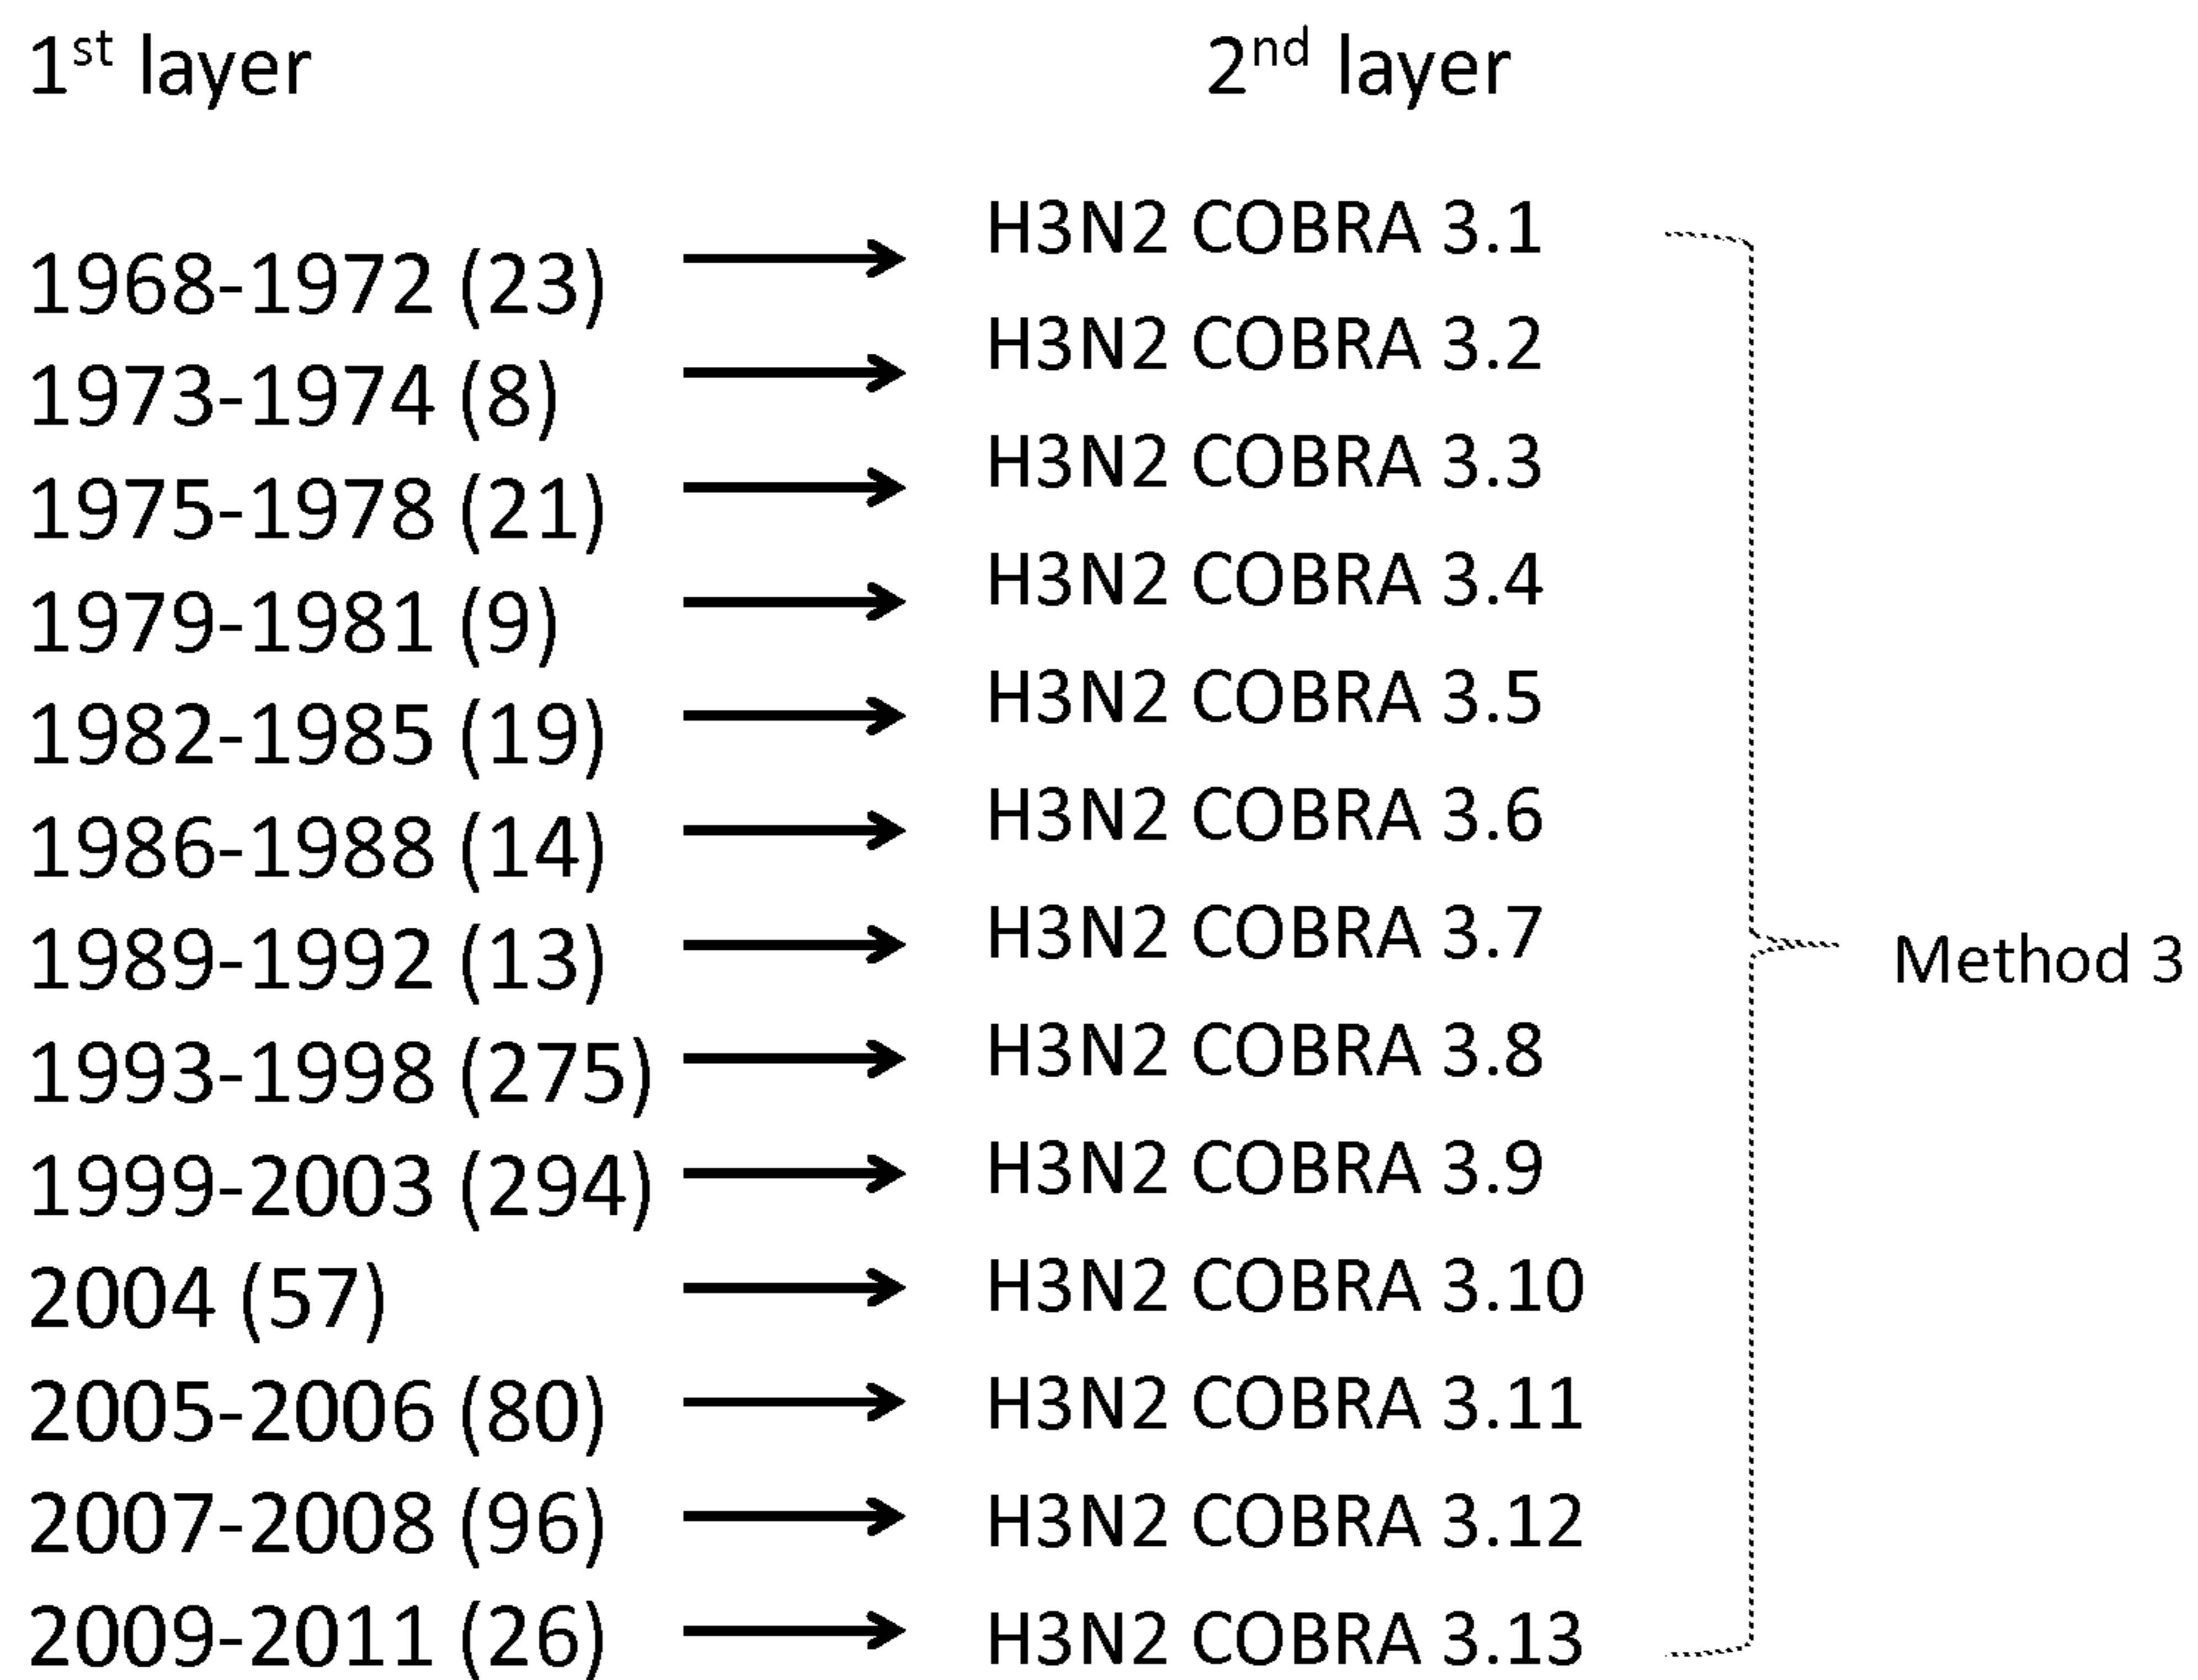 1st layer
2nd layer
1968-1972 (23)
H3N2 COBRA 3.1
1973-1974 (8)
H3N2 COBRA 3.2
1975-1978 (21)
H3N2 COBRA 3.3
1979-1981 (9)
H3N2 COBRA 3.4
1982-1985 (19)
H3N2 COBRA 3.5
1986-1988 (14)
H3N2 COBRA 3.6
1989-1992 (13)
H3N2 COBRA 3.7
Method 3
1993-1998 (275)
H3N2 COBRA 3.8
1999-2003 (294)
H3N2 COBRA 3.9
2004 (57)
H3N2 COBRA 3.10
2005-2006 (80)
H3N2 COBRA 3.11
2007-2008 (96)
H3N2 COBRA 3.12
2009-2011 (26)
H3N2 COBRA 3.13